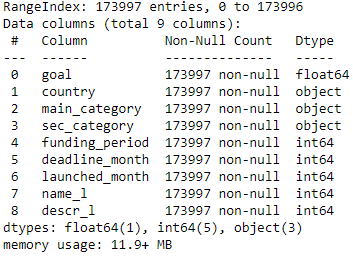 RangeIndex: 173997 entries, 0 to 173996
Data columns (total 9 columns):
 #   Column          Non-Null Count   Dtype
---  ------          --------------   -----
 0   goal            173997 non-null  float64
 1   country         173997 non-null  object
 2   main_category   173997 non-null  object
 3   sec_category    173997 non-null  object
 4   funding_period  173997 non-null  int64
 5   deadline_month  173997 non-null  int64
 6   launched_month  173997 non-null  int64
 7   name_l          173997 non-null  int64
 8   descr_l         173997 non-null  int64
dtypes: float64(1), int64(5), object(3)
memory usage: 11.9+ MB